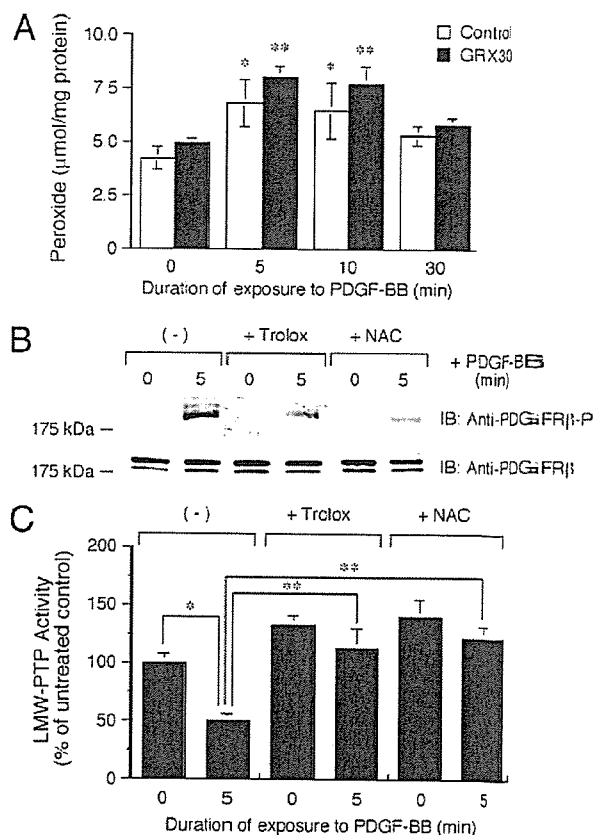 A
Control
GRX30
* ** * **
10.0
7.5
5.0
2.5
0
Peroxide (μmol/mg protein)
0 5 10 30
Duration of exposure to PDGF-BB (min)
B
(-) + Trolox + NAC
0 5 0 5 0 5
+ PDGF-BB
(min)
175 kDa IB: Anti-PDGFRβ-P
175 kDa IB: Anti-PDGFRβ
C
(-) + Trolox + NAC
200
150
100
50
0
LMW-PTP Activity
(% of untreated control)
**
**
*
0 5 0 5 0 5
Duration of exposure to PDGF-BB (min)